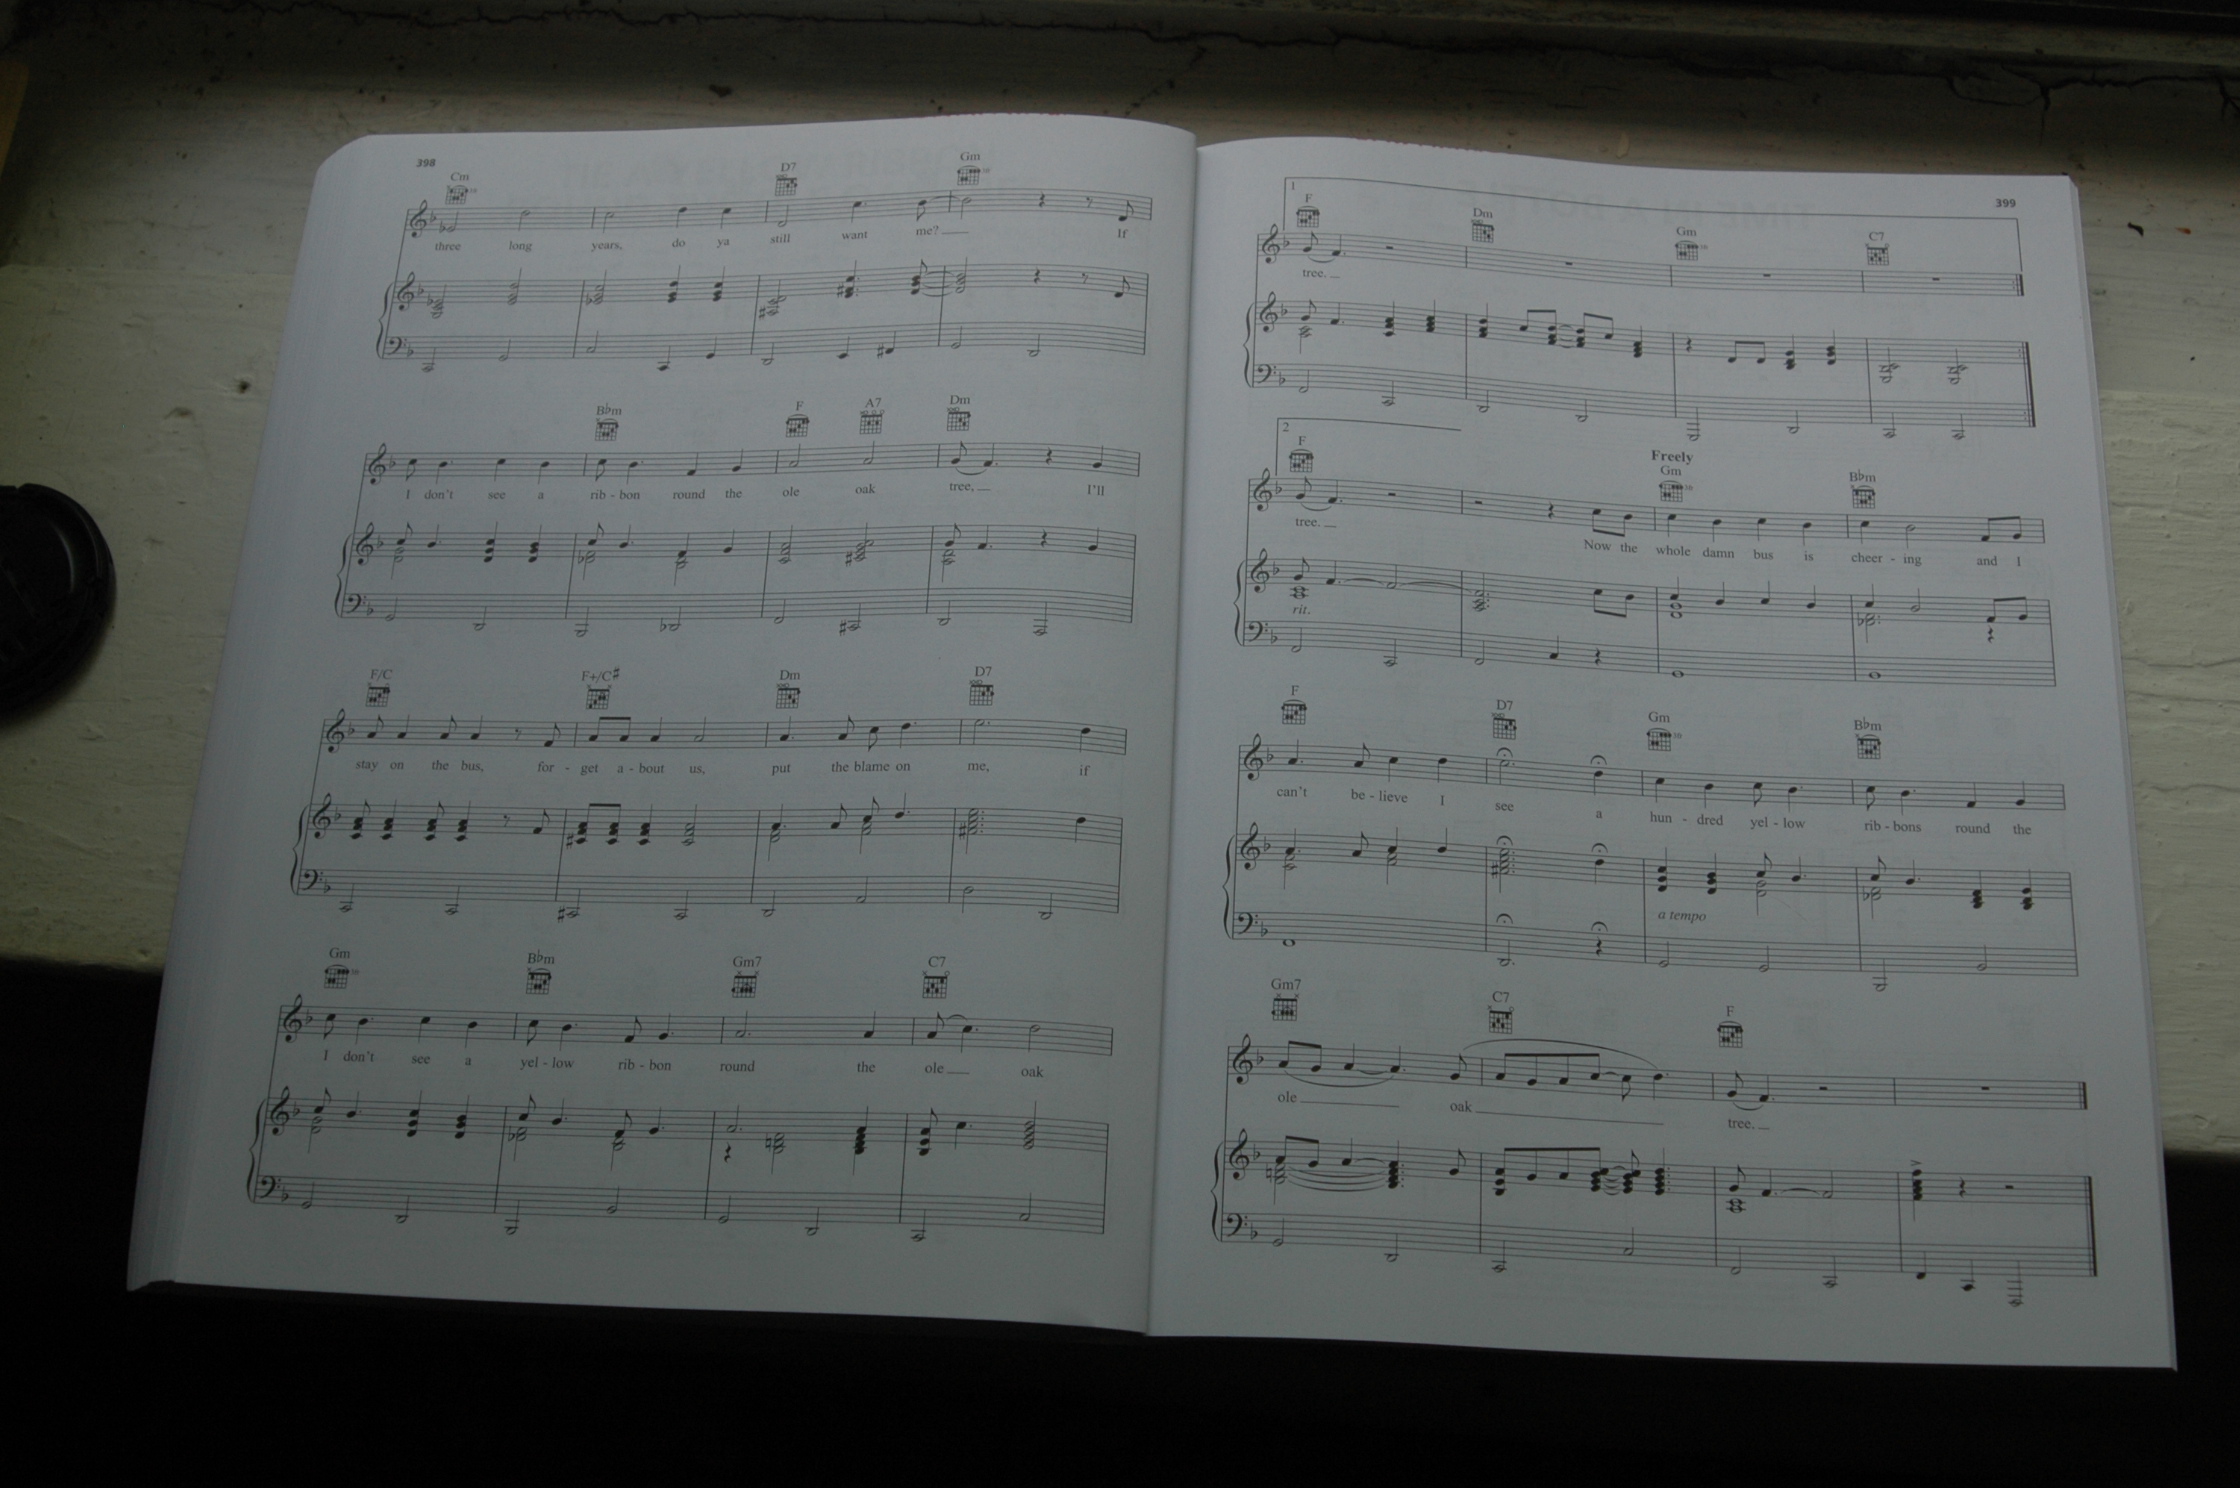 398
Cm D7 Gm
three long years, do ya still want me? If
B♭m F A7 Dm
I don't see a rib - bon round the ole oak tree, I'll
F/C F+/C♯ Dm D7
stay on the bus, for - get a - bout us, put the blame on me, if
Gm B♭m Gm7 C7
I don't see a yel - low rib - bon round the ole oak
399
1
F Dm Gm C7
tree.
2
Freely
F Gm B♭m
tree. Now the whole damn bus is cheer - ing and I
rit.
F D7 Gm B♭m
can't be - lieve I see a hun - dred yel - low rib - bons round the
a tempo
Gm7 C7 F
ole oak tree.